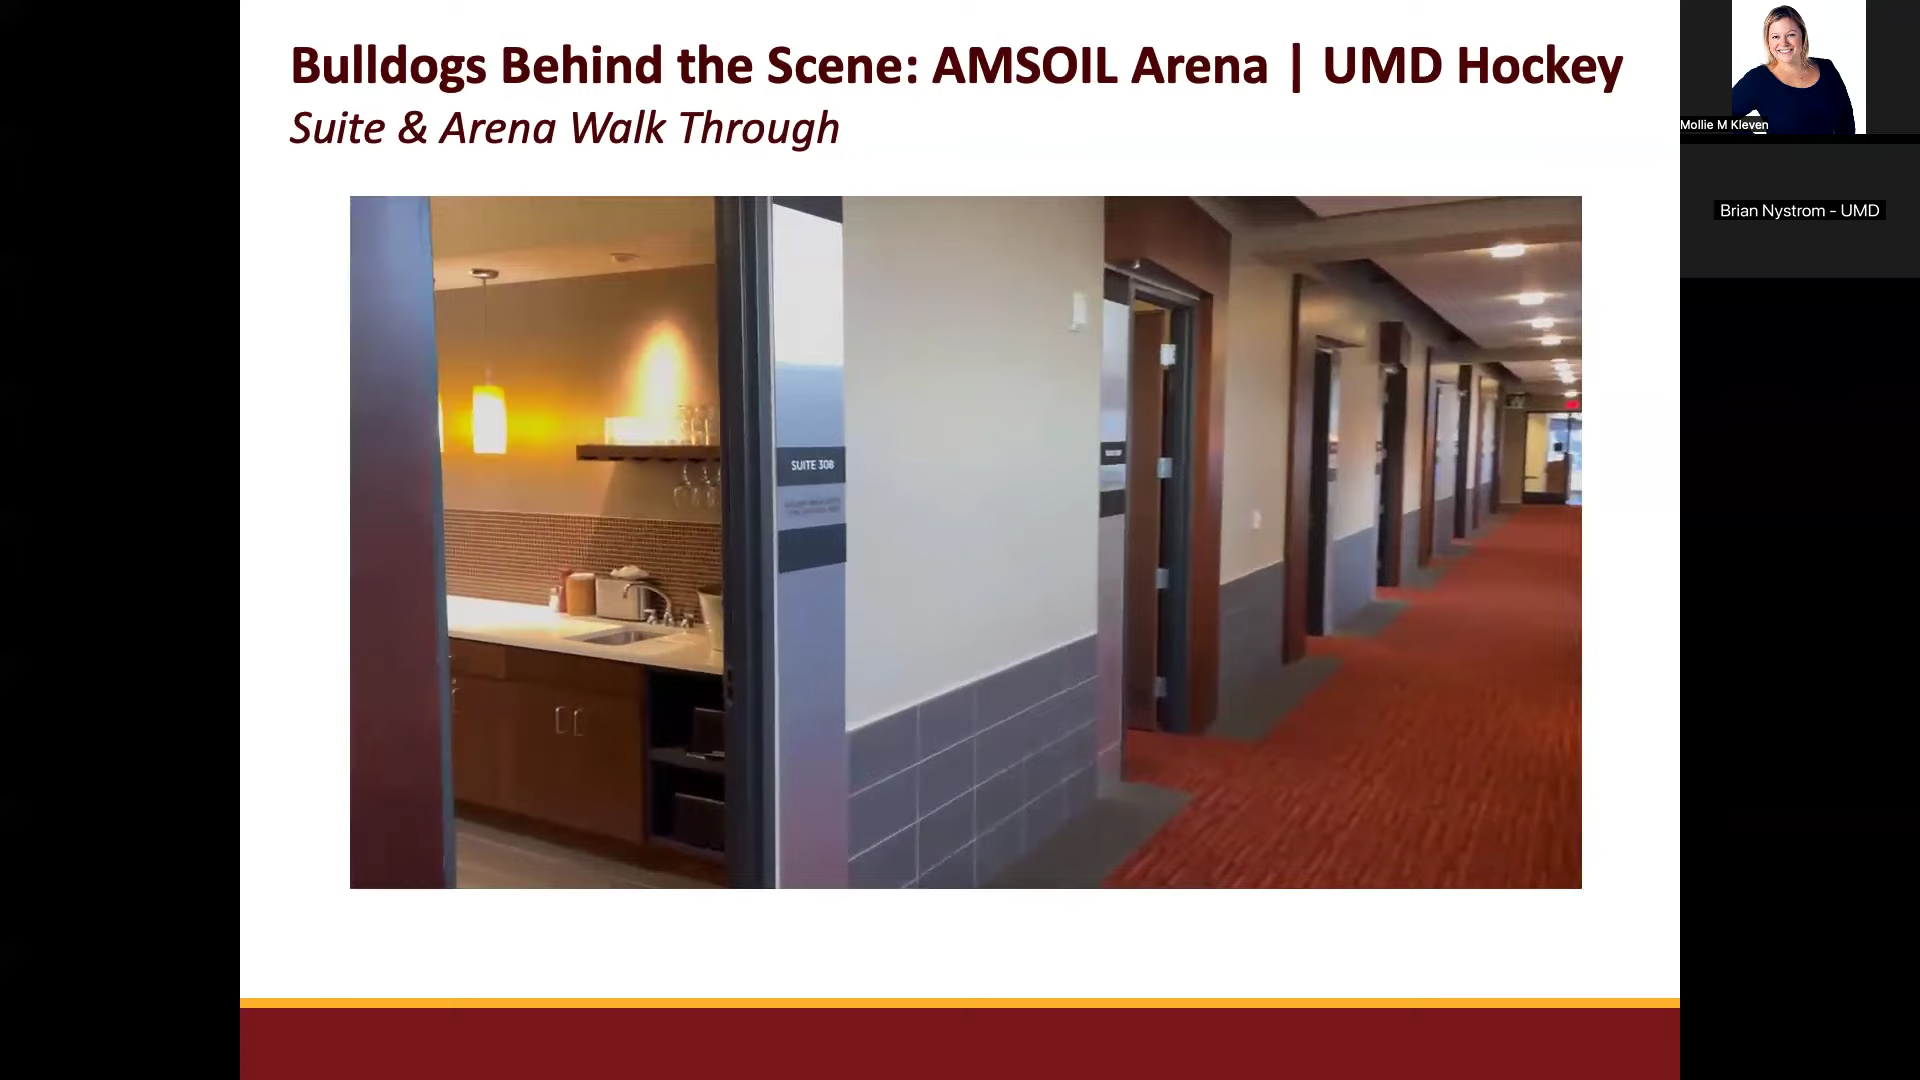 Bulldogs Behind the Scene: AMSOIL Arena | UMD Hockey
Suite & Arena Walk Through
Mollie M Kleven
Brian Nystrom - UMD
SUITE 308